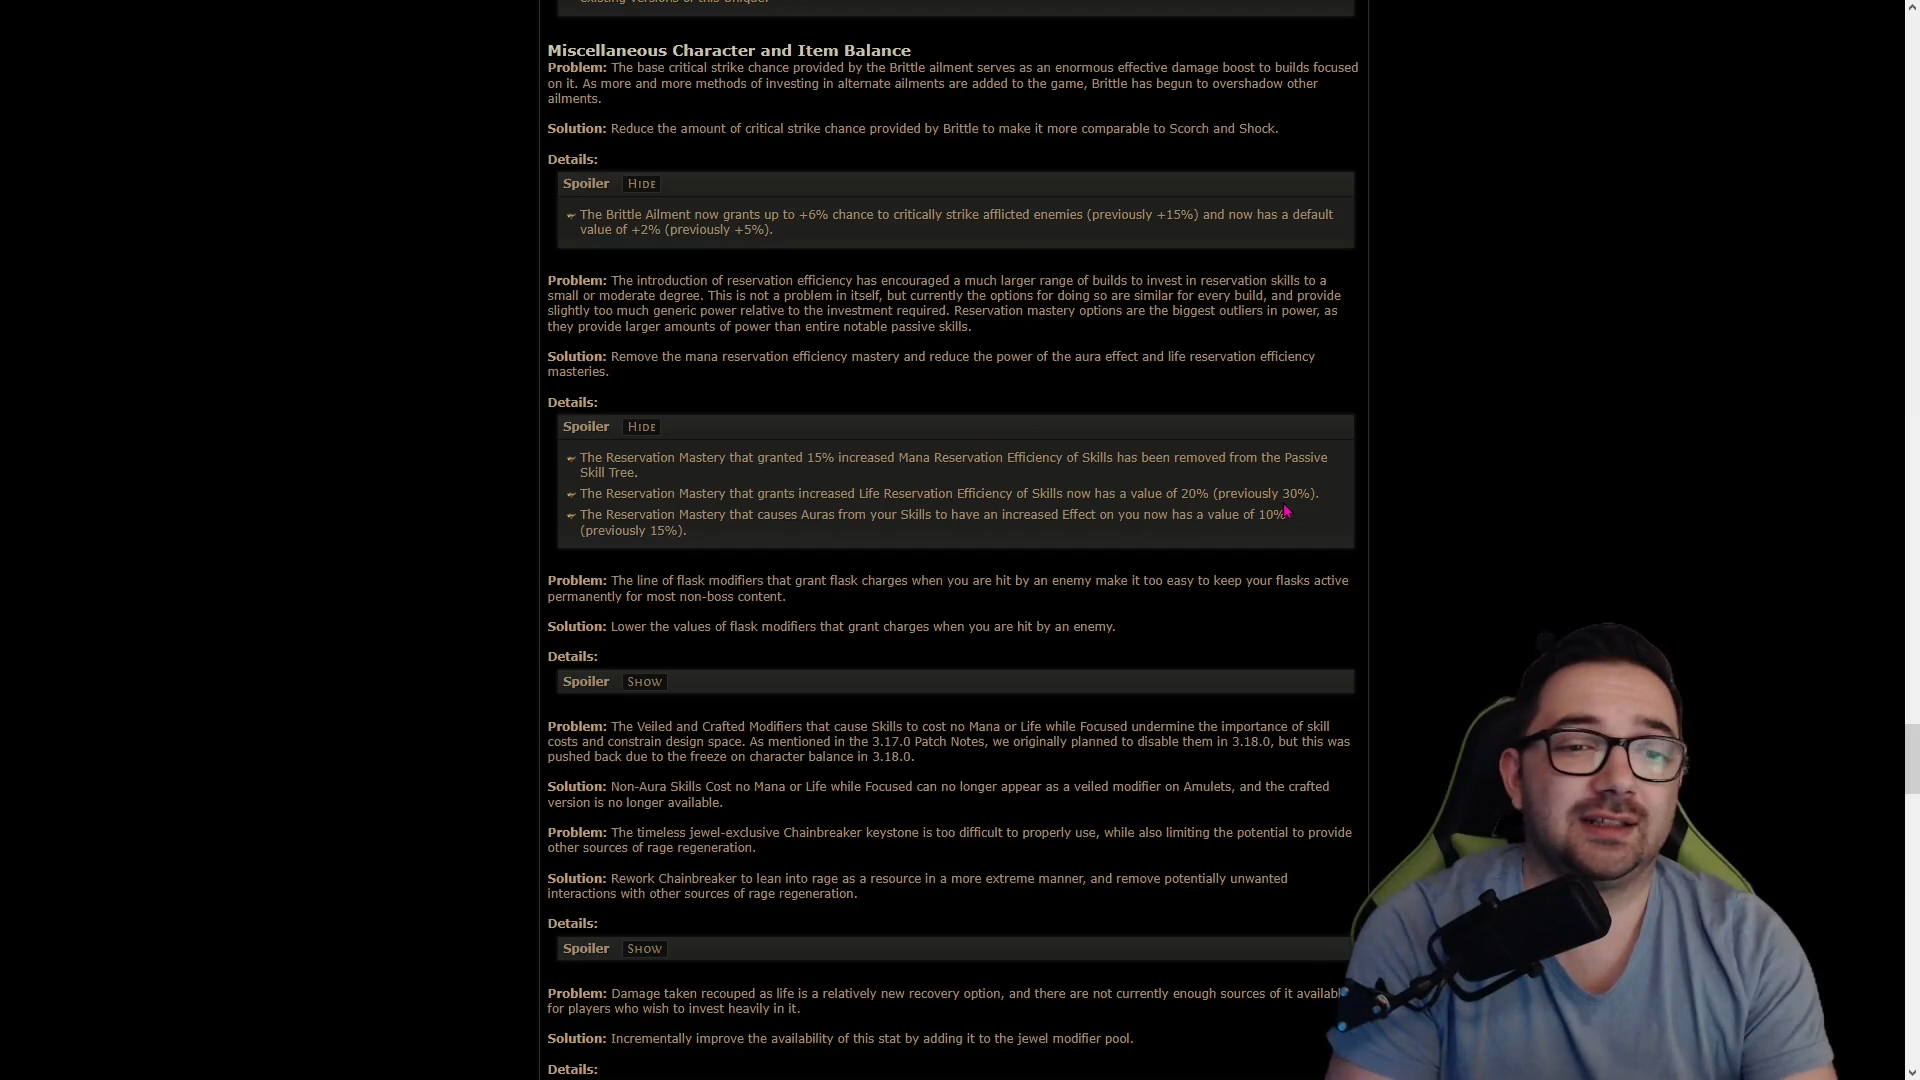 Miscellaneous Character and Item Balance
Problem: The base critical strike chance provided by the Brittle ailment serves as an enormous effective damage boost to builds focused
on it. As more and more methods of investing in alternate ailments are added to the game, Brittle has begun to overshadow other
ailments.
Solution: Reduce the amount of critical strike chance provided by Brittle to make it more comparable to Scorch and Shock.
Details:
Spoiler HIDE
The Brittle Ailment now grants up to +6% chance to critically strike afflicted enemies (previously +15%) and now has a default
value of +2% (previously +5%).
Problem: The introduction of reservation efficiency has encouraged a much larger range of builds to invest in reservation skills to a
small or moderate degree. This is not a problem in itself, but currently the options for doing so are similar for every build, and provide
slightly too much generic power relative to the investment required. Reservation mastery options are the biggest outliers in power, as
they provide larger amounts of power than entire notable passive skills.
Solution: Remove the mana reservation efficiency mastery and reduce the power of the aura effect and life reservation efficiency
masteries.
Details:
Spoiler HIDE
The Reservation Mastery that granted 15% increased Mana Reservation Efficiency of Skills has been removed from the Passive
Skill Tree.
The Reservation Mastery that grants increased Life Reservation Efficiency of Skills now has a value of 20% (previously 30%).
The Reservation Mastery that causes Auras from your Skills to have an increased Effect on you now has a value of 10%
(previously 15%).
Problem: The line of flask modifiers that grant flask charges when you are hit by an enemy make it too easy to keep your flasks active
permanently for most non-boss content.
Solution: Lower the values of flask modifiers that grant charges when you are hit by an enemy.
Details:
Spoiler SHOW
Problem: The Veiled and Crafted Modifiers that cause Skills to cost no Mana or Life while Focused undermine the importance of skill
costs and constrain design space. As mentioned in the 3.17.0 Patch Notes, we originally planned to disable them in 3.18.0, but this was
pushed back due to the freeze on character balance in 3.18.0.
Solution: Non-Aura Skills Cost no Mana or Life while Focused can no longer appear as a veiled modifier on Amulets, and the crafted
version is no longer available.
Problem: The timeless jewel-exclusive Chainbreaker keystone is too difficult to properly use, while also limiting the potential to provide
other sources of rage regeneration.
Solution: Rework Chainbreaker to lean into rage as a resource in a more extreme manner, and remove potentially unwanted
interactions with other sources of rage regeneration.
Details:
Spoiler SHOW
Problem: Damage taken recouped as life is a relatively new recovery option, and there are not currently enough sources of it availabl
for players who wish to invest heavily in it.
Solution: Incrementally improve the availability of this stat by adding it to the jewel modifier pool.
Details: